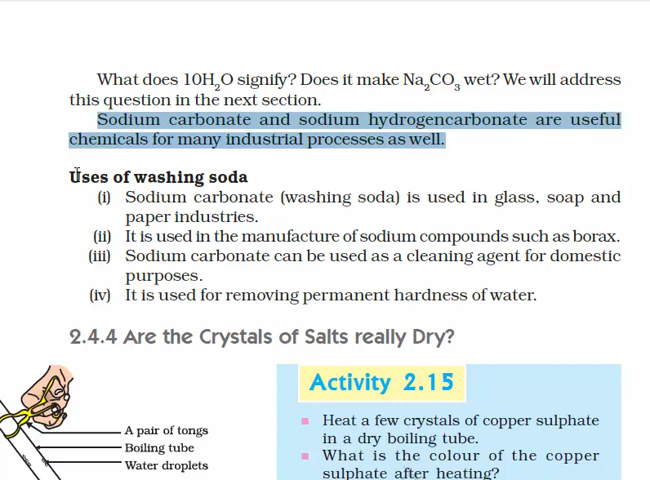 What does 10H₂O signify? Does it make Na₂CO₃ wet? We will address
this question in the next section.
Sodium carbonate and sodium hydrogencarbonate are useful
chemicals for many industrial processes as well.
Uses of washing soda
(i) Sodium carbonate (washing soda) is used in glass, soap and
paper industries.
(ii) It is used in the manufacture of sodium compounds such as borax.
(iii) Sodium carbonate can be used as a cleaning agent for domestic
purposes.
(iv) It is used for removing permanent hardness of water.
2.4.4 Are the Crystals of Salts really Dry?
A pair of tongs
Boiling tube
Water droplets
Activity 2.15
Heat a few crystals of copper sulphate
in a dry boiling tube.
What is the colour of the copper
sulphate after heating?